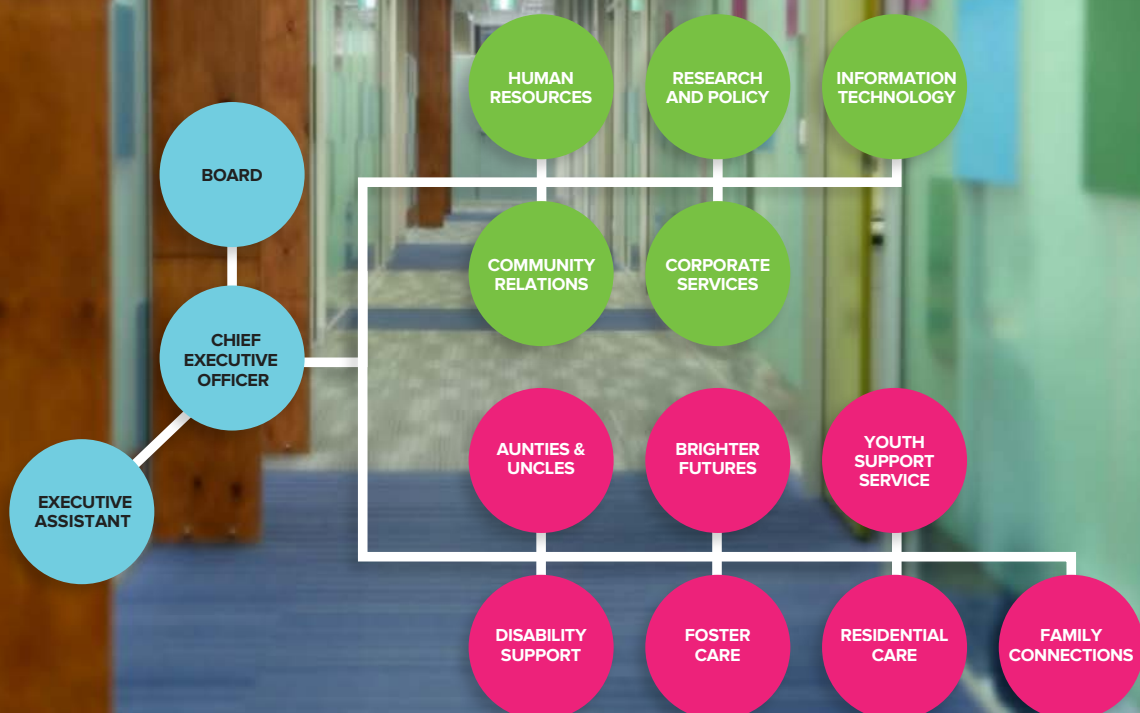 HUMAN
RESOURCES
RESEARCH
AND POLICY
INFORMATION
TECHNOLOGY
BOARD
COMMUNITY
RELATIONS
CORPORATE
SERVICES
CHIEF
EXECUTIVE
OFFICER
AUNTIES &
UNCLES
BRIGHTER
FUTURES
YOUTH
SUPPORT
SERVICE
EXECUTIVE
ASSISTANT
DISABILITY
SUPPORT
FOSTER
CARE
RESIDENTIAL
CARE
FAMILY
CONNECTIONS